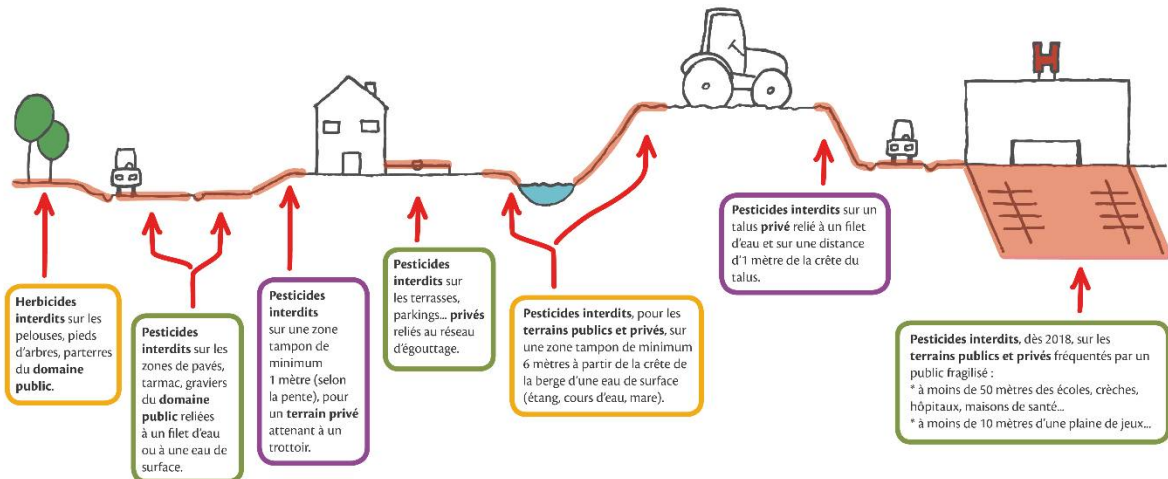 H
Herbicides
interdits sur les
pelouses, pieds
d'arbres, parterres
du domaine
public.
Pesticides
interdits sur les
zones de pavés,
tarmac, graviers
du domaine
public reliées
à un filet d'eau
ou à une eau de
surface.
Pesticides
interdits
sur une zone
tampon de
minimum
1 mètre (selon
la pente), pour
un terrain privé
attenant à un
trottoir.
Pesticides
interdits sur
les terrasses,
parkings... privés
reliés au réseau
d'égouttage.
Pesticides interdits, pour les
terrains publics et privés, sur
une zone tampon de minimum
6 mètres à partir de la crête de
la berge d'une eau de surface
(étang, cours d'eau, mare).
Pesticides interdits sur un
talus privé relié à un filet
d'eau et sur une distance
d'1 mètre de la crête du
talus.
Pesticides interdits, dès 2018, sur les
terrains publics et privés fréquentés par un
public fragilisé :
* à moins de 50 mètres des écoles, crèches,
hôpitaux, maisons de santé...
* à moins de 10 mètres d'une plaine de jeux...